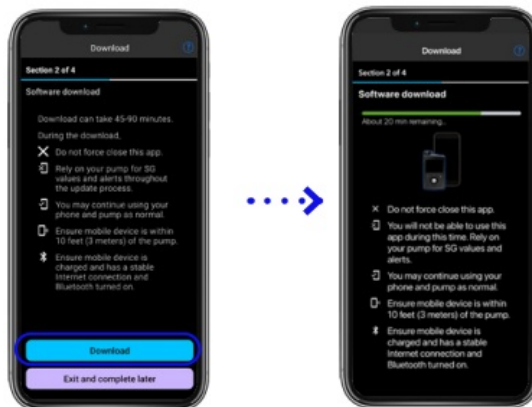 Download
?
Section 2 of 4
Software download
Download can take 45-90 minutes.
During the download,
Do not force close this app.
Rely on your pump for SG
values and alerts throughout
the update process.
You may continue using your
phone and pump as normal.
Ensure mobile device is within
10 feet (3 meters) of the pump.
Ensure mobile device is
charged and has a stable
Internet connection and
Bluetooth turned on.
Download
Exit and complete later
Download
?
Section 2 of 4
Software download
About 20 min remaining..
Do not force close this app.
You will not be able to use this
app during this time. Rely on
your pump for SG values and
alerts.
You may continue using your
phone and pump as normal.
Ensure mobile device is within
10 feet (3 meters) of the pump.
Ensure mobile device is
charged and has a stable
Internet connection and
Bluetooth turned on.